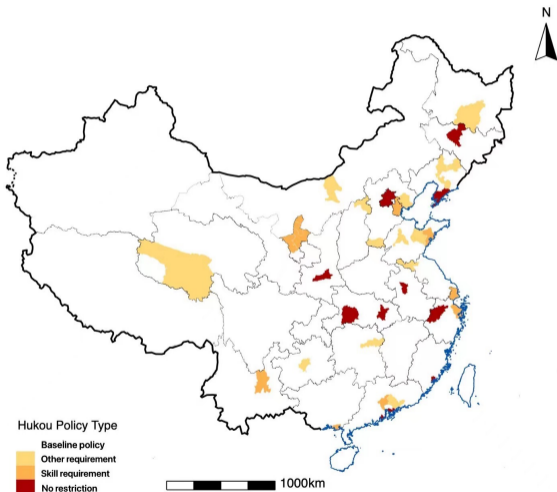 N
Hukou Policy Type
Baseline policy
Other requirement
Skill requirement
No restriction
1000km